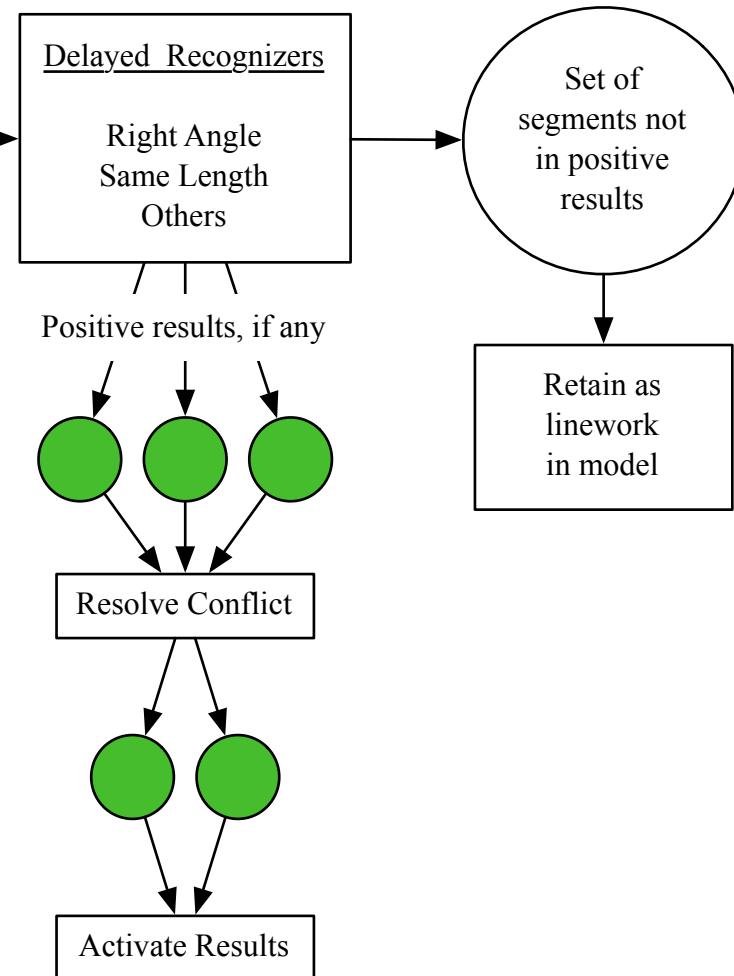 Delayed Recognizers
Right Angle
Same Length
Others
Set of
segments not
in positive
results
Positive results, if any
Retain as
linework
in model
Resolve Conflict
Activate Results